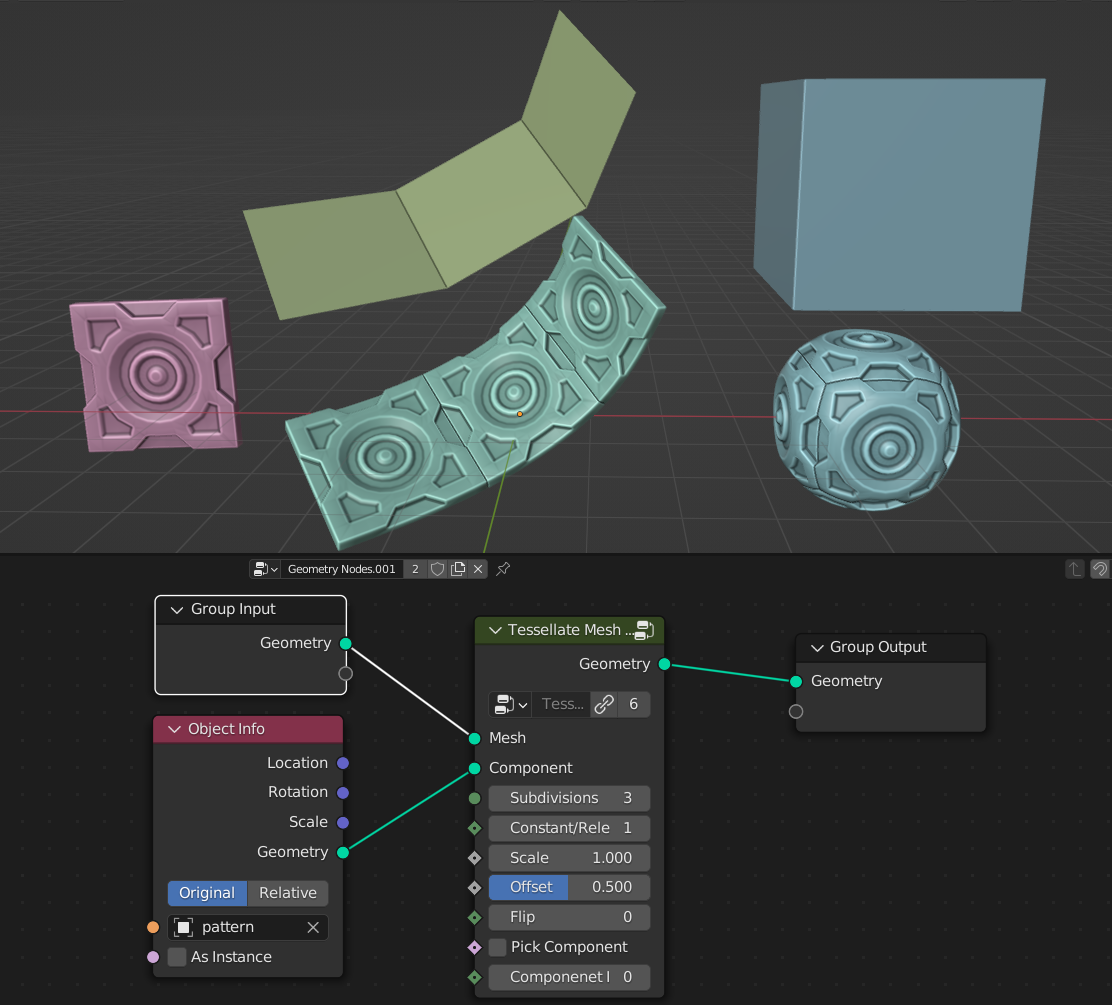 Geometry Nodes.001 2
Group Input
Geometry
Object Info
Location
Rotation
Scale
Geometry
Original Relative
pattern
As Instance
Tessellate Mesh ...
Geometry
Tess... 6
Mesh
Component
Subdivisions 3
Constant/Rele 1
Scale 1.000
Offset 0.500
Flip 0
Pick Component
Componenet I 0
Group Output
Geometry